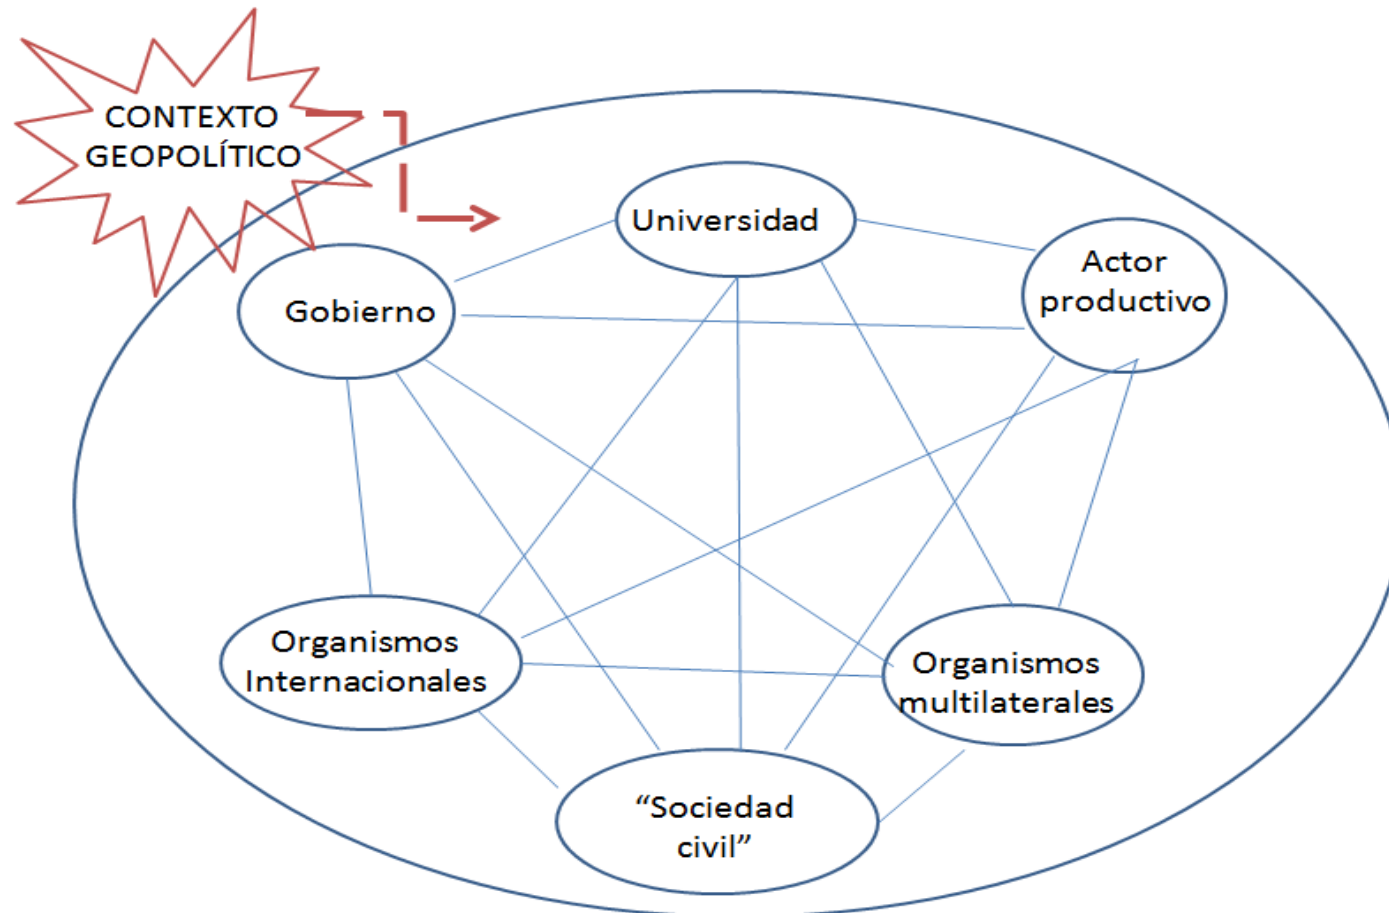 CONTEXTO
GEOPOLÍTICO
Universidad
Actor
productivo
Gobierno
Organismos
Internacionales
Organismos
multilaterales
“Sociedad
civil”